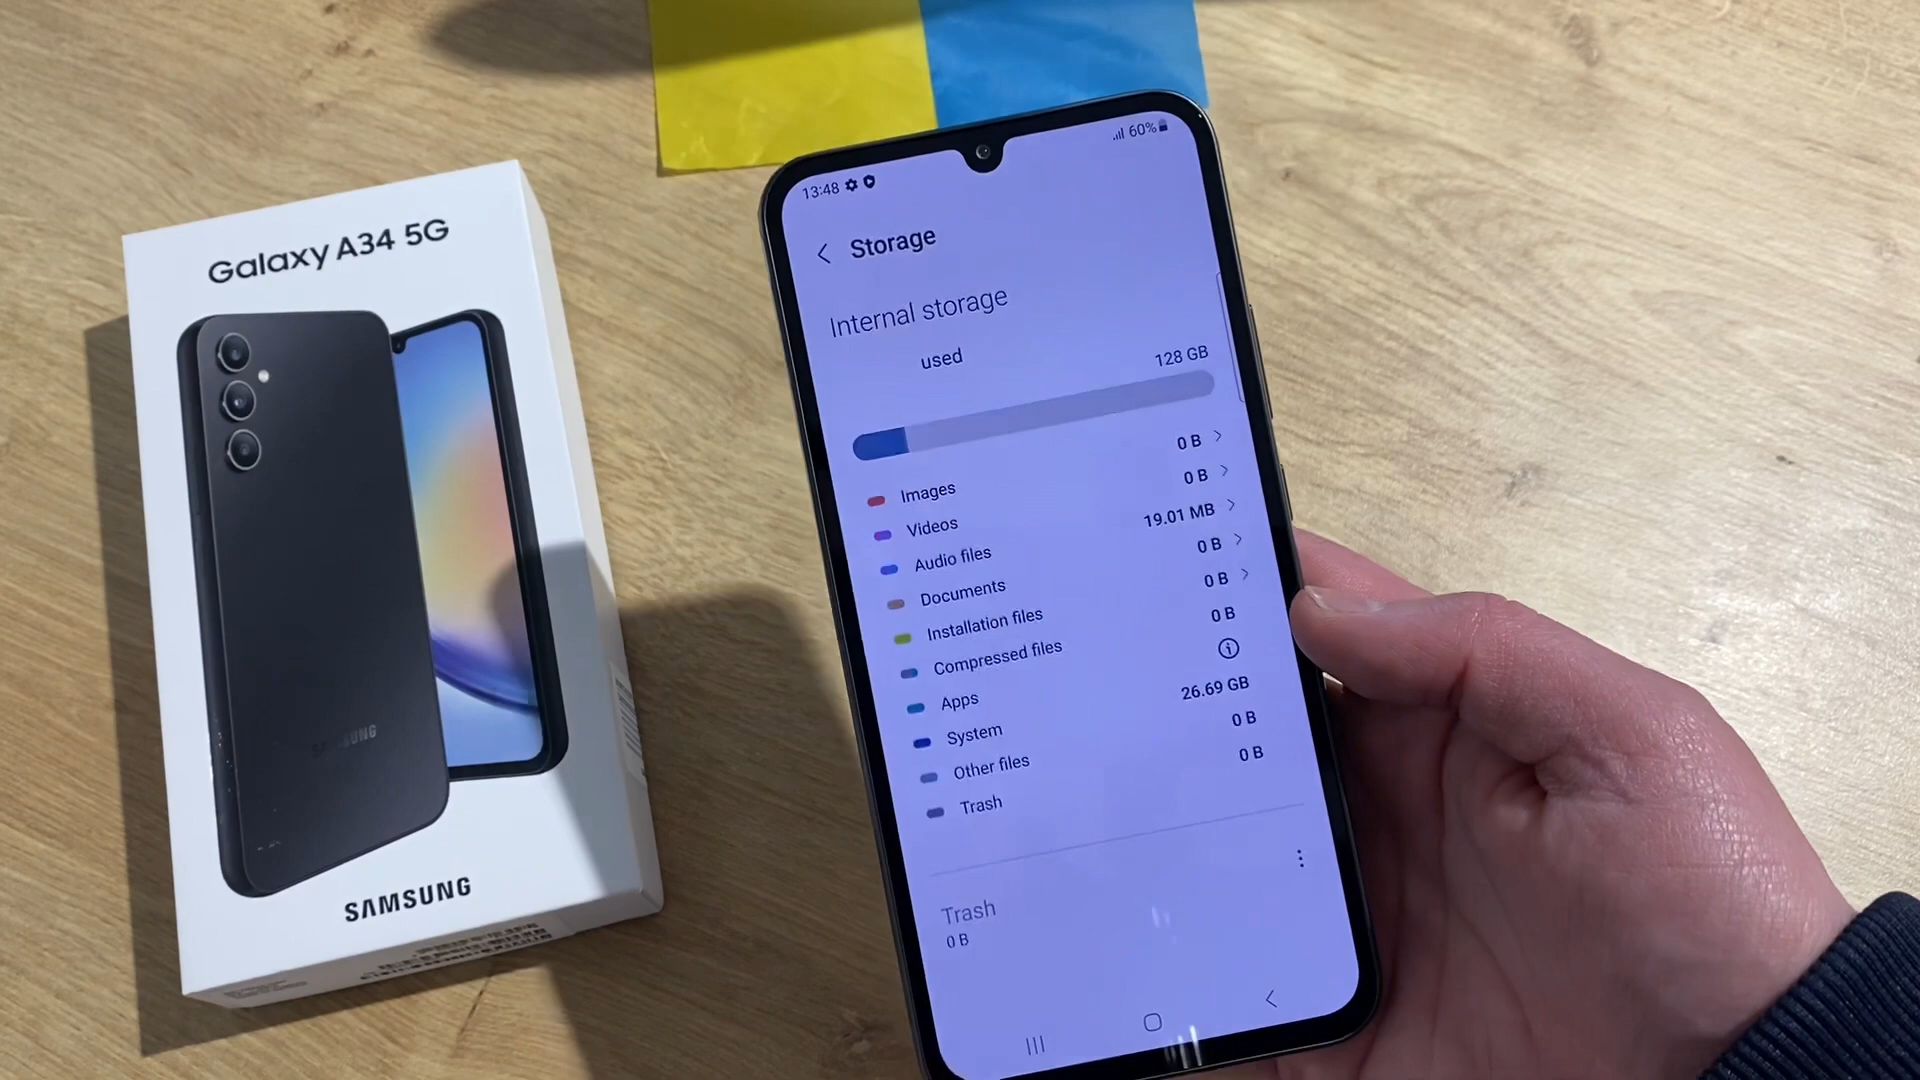 Galaxy A34 5G
SAMSUNG
13:48
60%
Storage
Internal storage
used
128 GB
Images 0 B
Videos 0 B
Audio files 19.01 MB
Documents 0 B
Installation files 0 B
Compressed files 0 B
Apps
System 26.69 GB
Other files 0 B
Trash 0 B
Trash
0 B